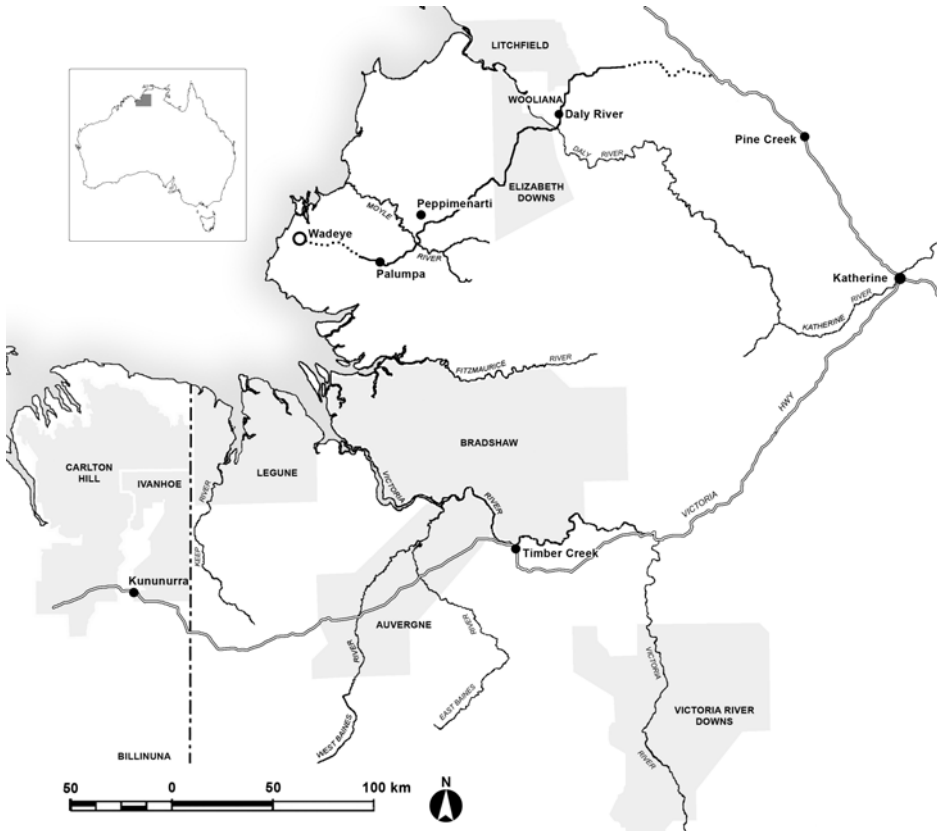 LITCHFIELD
WOOLIANA
Daly River
Pine Creek
DALY RIVER
ELIZABETH
DOWNS
Peppimenarti
MOYLE
RIVER
Wadeye
Palumpa
Katherine
KATHERINE RIVER
FITZMAURICE RIVER
HWY
VICTORIA
BRADSHAW
CARLTON
HILL
IVANHOE
LEGUNE
VICTORIA
RIVER
KEEP RIVER
Timber Creek
Kununurra
AUVERGNE
RIVER
WEST BAINES
RIVER
EAST BAINES
VICTORIA
RIVER
VICTORIA RIVER
DOWNS
BILLINUNA
50 0 50 100 km
N